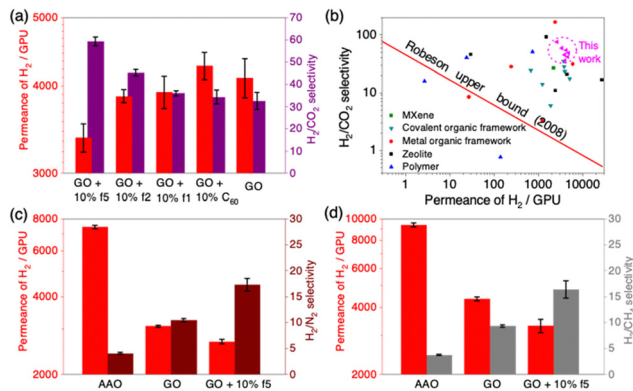 (a)
5000
4000
3000
Permeance of H2 / GPU
70
60
50
40
30
20
10
0
H2/CO2 selectivity
GO +
10% f5
GO +
10% f2
GO +
10% f1
GO +
10% C60
GO
(b)
100
10
1
H2/CO2 selectivity
This
work
Robeson upper bound (2008)
MXene
Covalent organic framework
Metal organic framework
Zeolite
Polymer
1 10 100 1000 10000
Permeance of H2 / GPU
(c)
8000
4000
2000
Permeance of H2 / GPU
30
25
20
15
10
5
0
H2/N2 selectivity
AAO GO GO + 10% f5
(d)
10000
4000
2000
Permeance of H2 / GPU
30
25
20
15
10
5
0
H2/CH4 selectivity
AAO GO GO + 10% f5